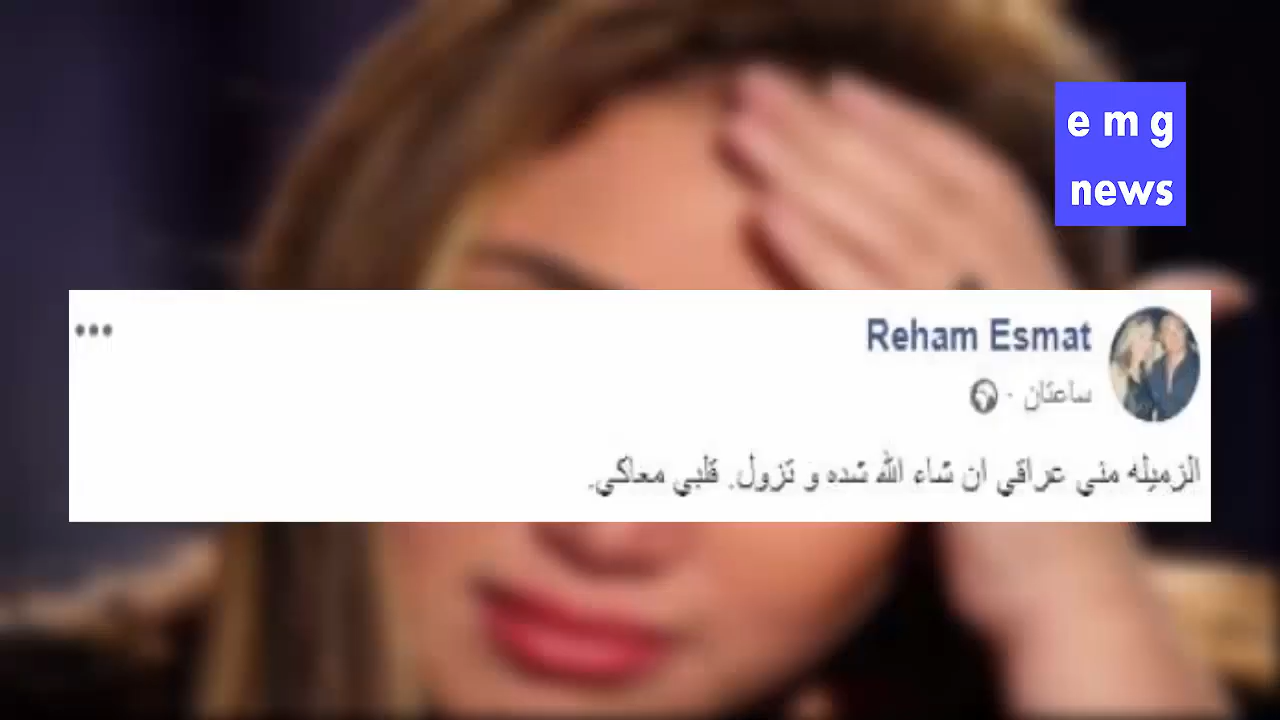 e m g
news
Reham Esmat
ساعتان ·
الزميله مني عراقي ان شاء الله شده و تزول. قلبي معاكي.